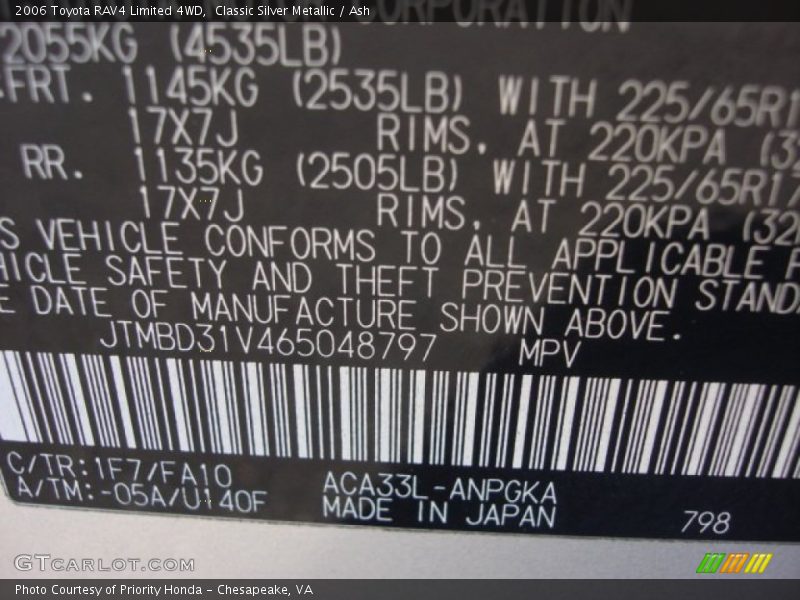 2006 Toyota RAV4 Limited 4WD, Classic Silver Metallic / Ash
CORPORATION
2055KG (4535LB)
FRT. 1145KG (2535LB) WITH 225/65R1
17X7J RIMS, AT 220KPA (3
RR. 1135KG (2505LB) WITH 225/65R17
17X7J RIMS, AT 220KPA (32
S VEHICLE CONFORMS TO ALL APPLICABLE F
HICLE SAFETY AND THEFT PREVENTION STAND
E DATE OF MANUFACTURE SHOWN ABOVE.
JTMBD31V465048797 MPV
C/TR:1F7/FA10 ACA33L-ANPGKA
A/TM:-05A/U140F MADE IN JAPAN
798
GTCARLOT.COM
Photo Courtesy of Priority Honda - Chesapeake, VA